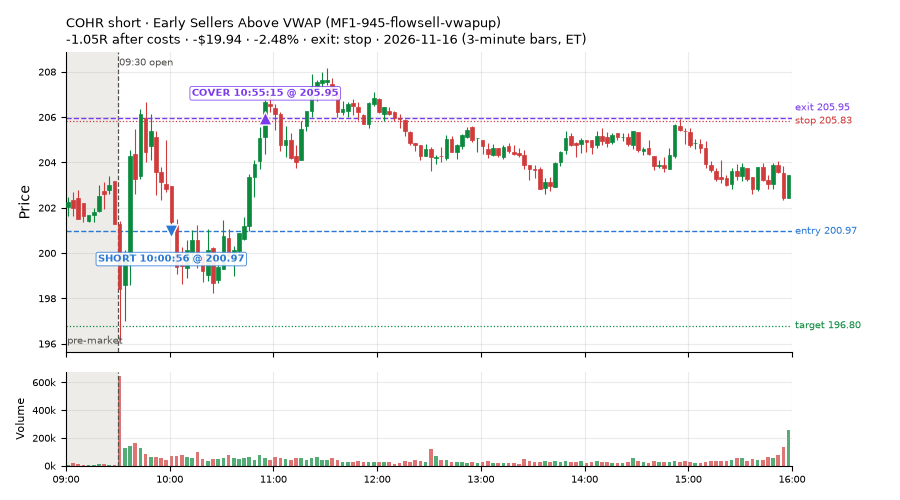 COHR short · Early Sellers Above VWAP (MF1-945-flowsell-vwapup)
-1.05R after costs · -$19.94 · -2.48% · exit: stop · 2026-11-16 (3-minute bars, ET)
09:30 open
208
COVER 10:55:15 @ 205.95
exit 205.95
206
stop 205.83
204
Price
202
entry 200.97
200
SHORT 10:00:56 @ 200.97
198
target 196.80
196
pre-market
600k
400k
Volume
200k
0k
09:00
10:00
11:00
12:00
13:00
14:00
15:00
16:00